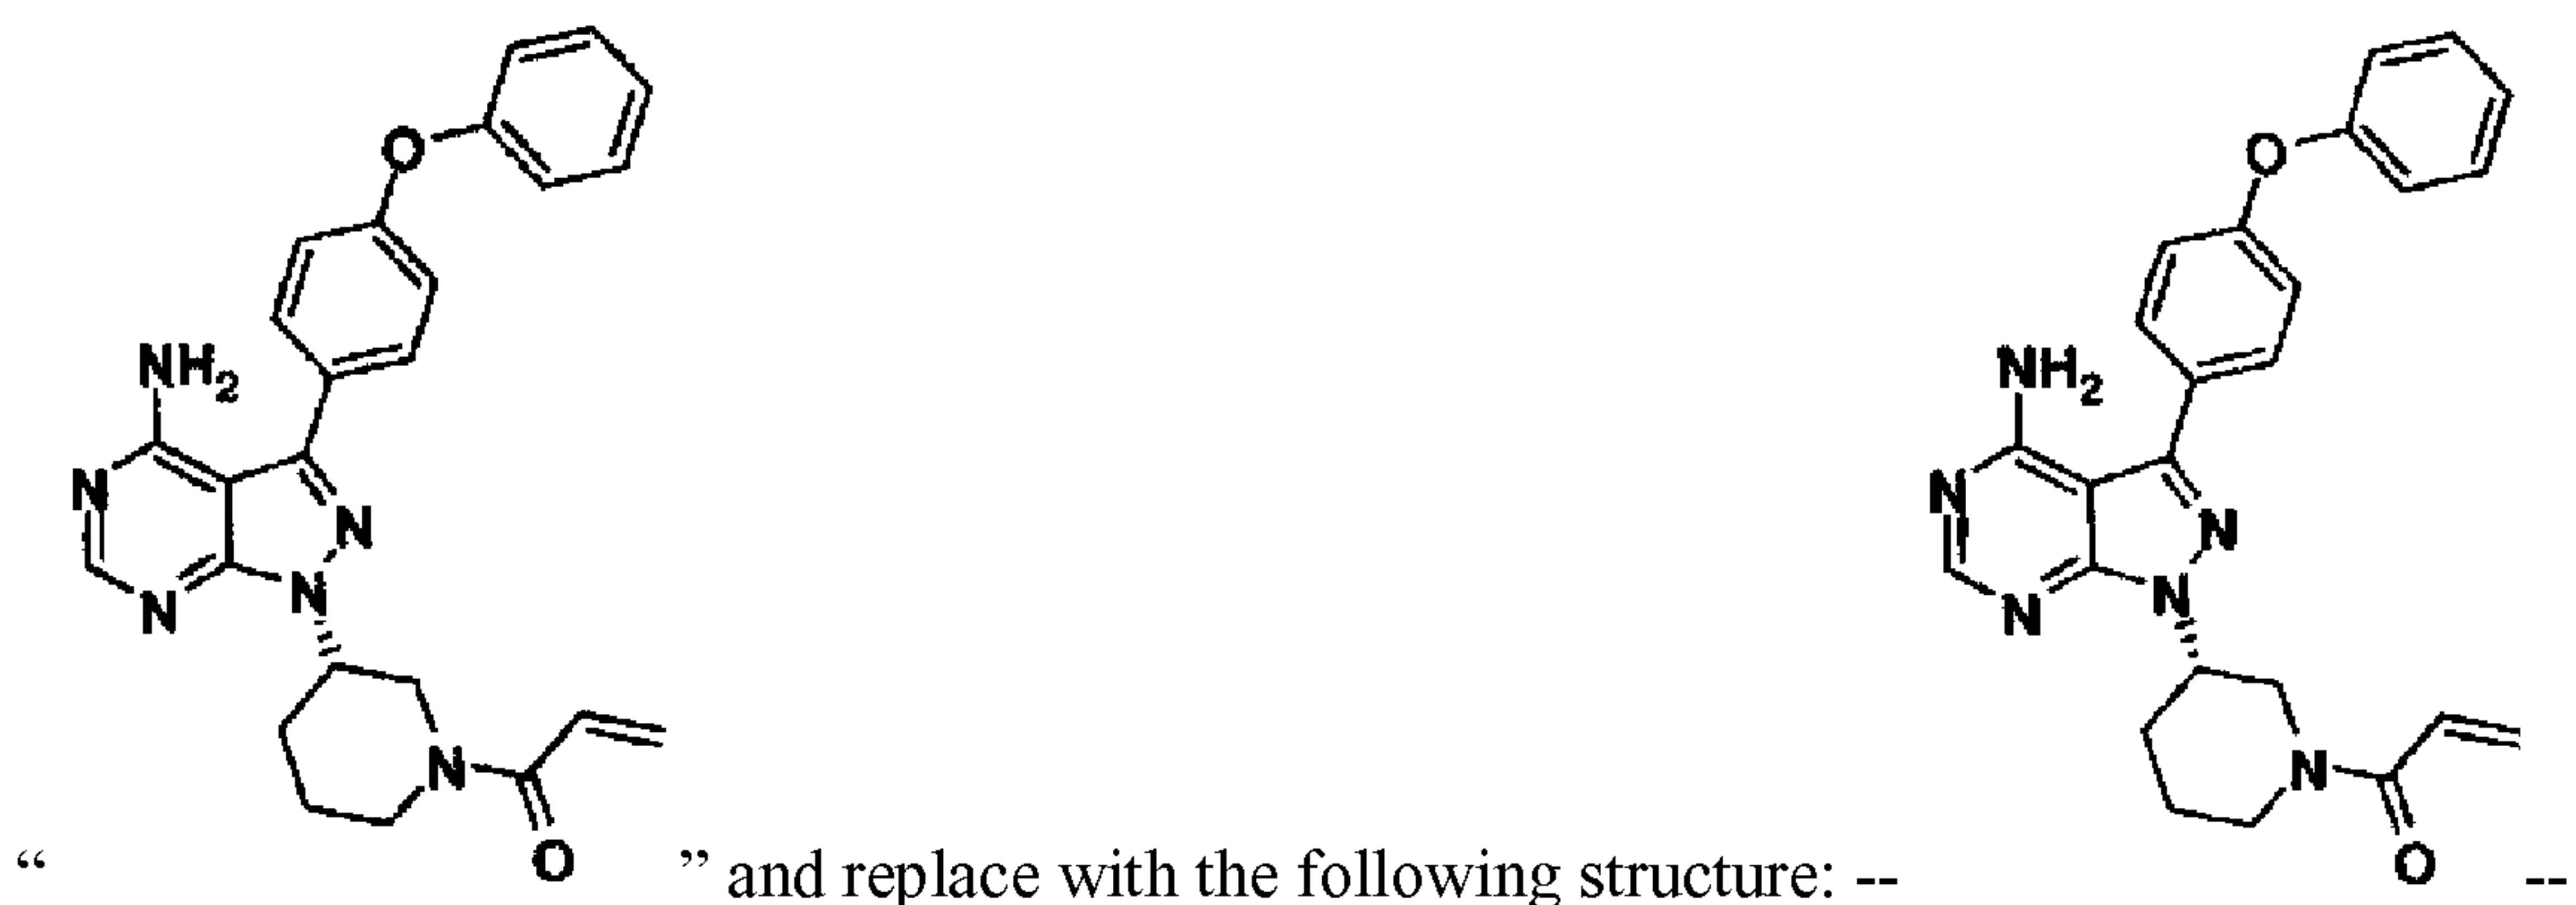 O
O
NH2
NH2
N
N
N
N
N
N
N
N
N
N
“ O ” and replace with the following structure: -- O --